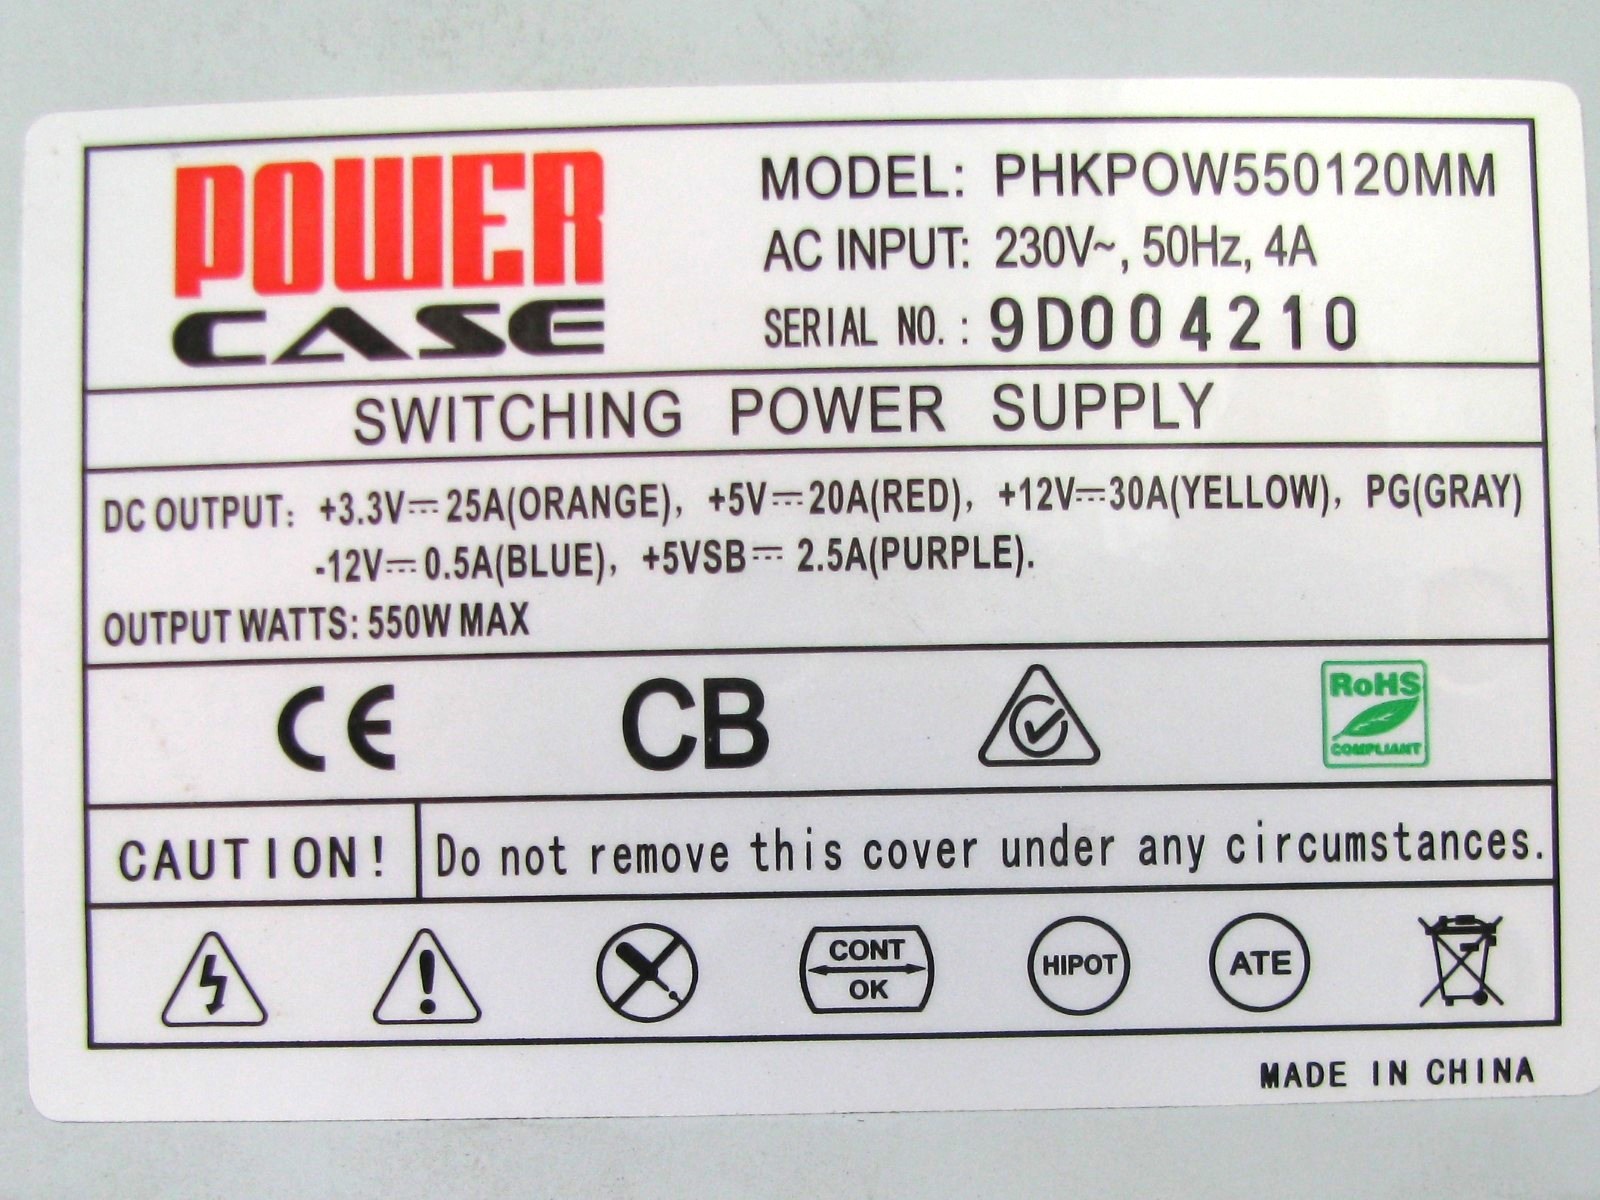 POWER
CASE
MODEL: PHKPOW550120MM
AC INPUT: 230V~, 50Hz, 4A
SERIAL NO.: 9D004210
SWITCHING POWER SUPPLY
DC OUTPUT: +3.3V⎓25A(ORANGE), +5V⎓20A(RED), +12V⎓30A(YELLOW), PG(GRAY)
-12V⎓0.5A(BLUE), +5VSB⎓2.5A(PURPLE).
OUTPUT WATTS: 550W MAX
CE CB RoHS
COMPLIANT
CAUTION! Do not remove this cover under any circumstances.
CONT
OK
HIPOT
ATE
MADE IN CHINA